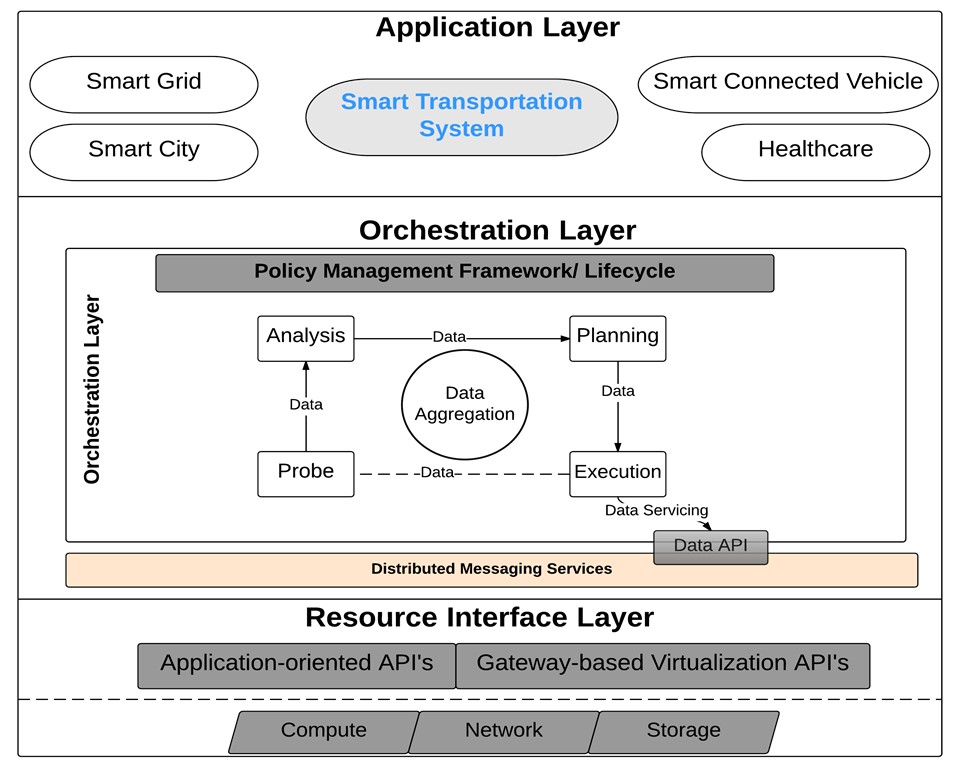 Application Layer
Smart Grid
Smart Connected Vehicle
Smart Transportation
System
Smart City
Healthcare
Orchestration Layer
Policy Management Framework/ Lifecycle
Orchestration Layer
Analysis
Data
Planning
Data
Aggregation
Data
Data
Probe
Data
Execution
Data Servicing
Data API
Distributed Messaging Services
Resource Interface Layer
Application-oriented API's
Gateway-based Virtualization API's
Compute
Network
Storage